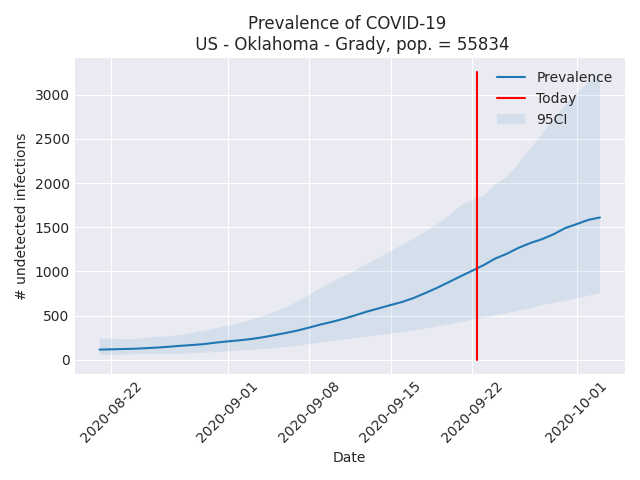 Prevalence of COVID-19
US - Oklahoma - Grady, pop. = 55834
Prevalence
Today
95CI
# undetected infections
3000
2500
2000
1500
1000
500
0
2020-08-22
2020-09-01
2020-09-08
2020-09-15
2020-09-22
2020-10-01
Date